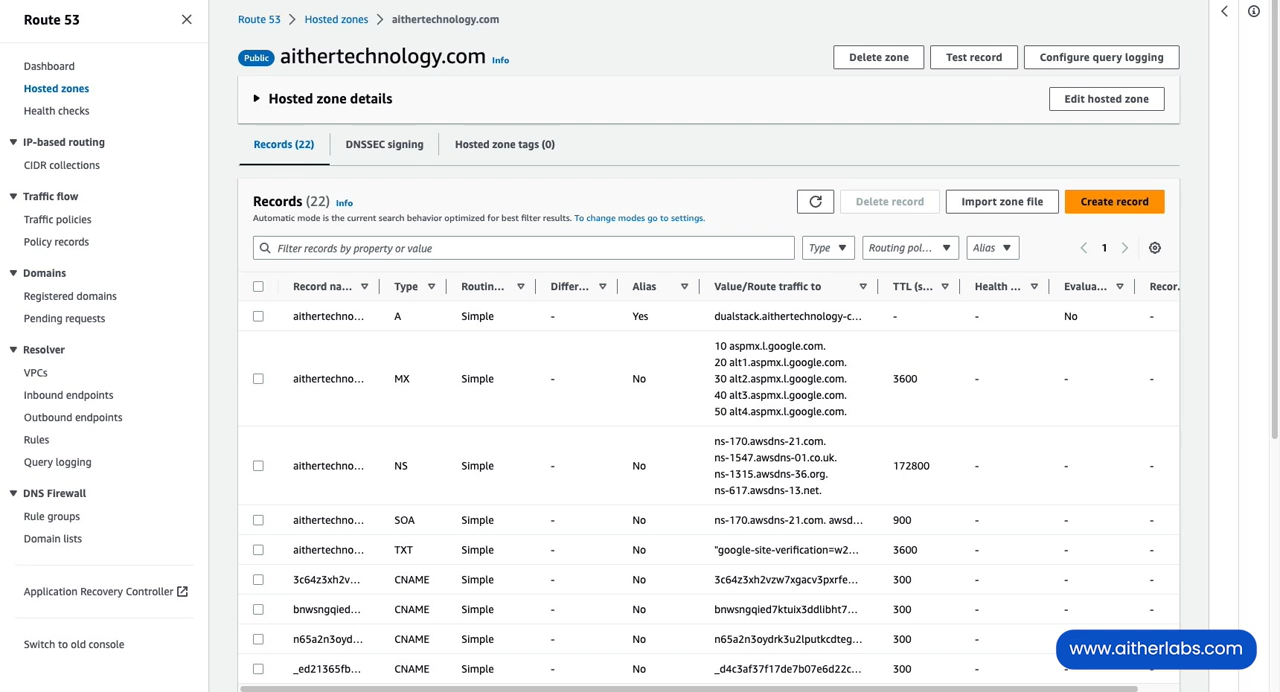 Route 53
Dashboard
Hosted zones
Health checks
IP-based routing
CIDR collections
Traffic flow
Traffic policies
Policy records
Domains
Registered domains
Pending requests
Resolver
VPCs
Inbound endpoints
Outbound endpoints
Rules
Query logging
DNS Firewall
Rule groups
Domain lists
Application Recovery Controller
Switch to old console
Route 53 > Hosted zones > aithertechnology.com
Public aithertechnology.com Info
Delete zone Test record Configure query logging
Hosted zone details Edit hosted zone
Records (22) DNSSEC signing Hosted zone tags (0)
Records (22) Info
Delete record Import zone file Create record
Automatic mode is the current search behavior optimized for best filter results. To change modes go to settings.
Filter records by property or value Type Routing pol... Alias 1
Record na... Type Routin... Differ... Alias Value/Route traffic to TTL (s... Health ... Evalua... Recor.
aithertechno... A Simple - Yes dualstack.aithertechnology-c... - - No -
10 aspmx.l.google.com.
20 alt1.aspmx.l.google.com.
aithertechno... MX Simple - No 30 alt2.aspmx.l.google.com. 3600 - - -
40 alt3.aspmx.l.google.com.
50 alt4.aspmx.l.google.com.
ns-170.awsdns-21.com.
ns-1547.awsdns-01.co.uk.
aithertechno... NS Simple - No 172800 - - -
ns-1315.awsdns-36.org.
ns-617.awsdns-13.net.
aithertechno... SOA Simple - No ns-170.awsdns-21.com. awsd... 900 - - -
aithertechno... TXT Simple - No "google-site-verification=w2... 3600 - - -
3c64z3xh2v... CNAME Simple - No 3c64z3xh2vzw7xgacv3pxrfe... 300 - - -
bnwsngqied... CNAME Simple - No bnwsngqied7ktuix3ddlibht7... 300 - - -
n65a2n3oyd... CNAME Simple - No n65a2n3oydrk3u2lputkcdteg... 300 -
_ed21365fb... CNAME Simple - No _d4c3af37f17de7b07e6d22c... 300 - - -
www.aitherlabs.com